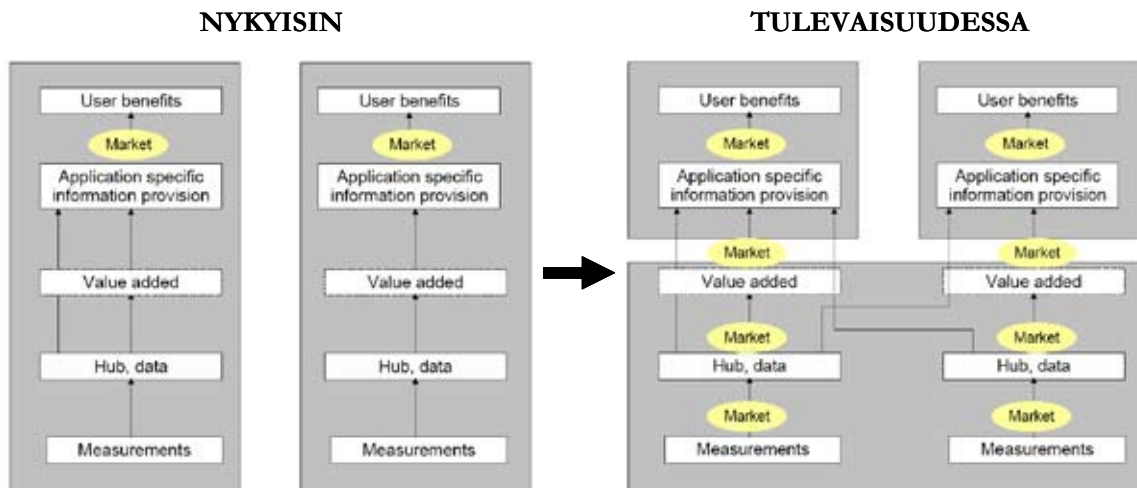 NYKYISIN
User benefits
Market
Application specific
information provision
Value added
Hub, data
Measurements
User benefits
Market
Application specific
information provision
Value added
Hub, data
Measurements
TULEVAISUUDESSA
User benefits
Market
Application specific
information provision
Market
Value added
Market
Hub, data
Market
Measurements
User benefits
Market
Application specific
information provision
Market
Value added
Market
Hub, data
Market
Measurements